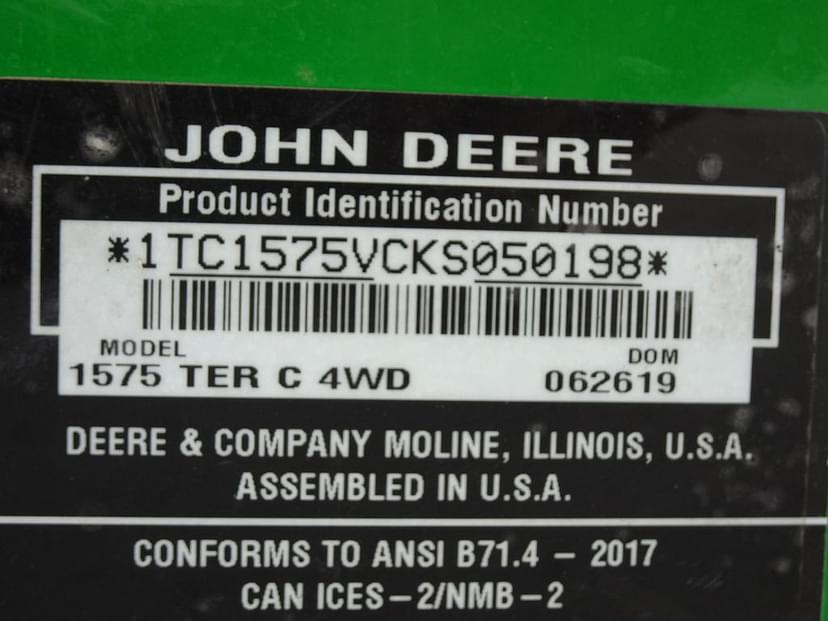 JOHN DEERE
Product Identification Number
*1TC1575VCKS050198*
MODEL DOM
1575 TER C 4WD 062619
DEERE & COMPANY MOLINE, ILLINOIS, U.S.A.
ASSEMBLED IN U.S.A.
CONFORMS TO ANSI B71.4 – 2017
CAN ICES–2/NMB–2